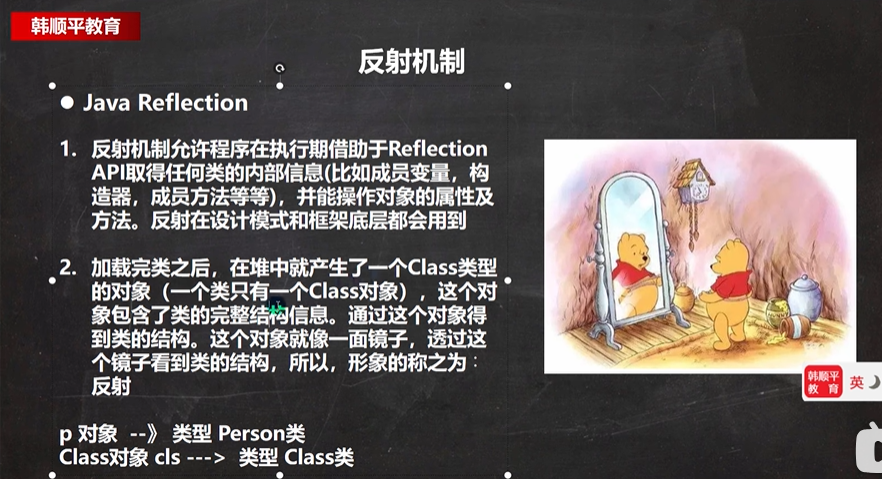 韩顺平教育
反射机制
● Java Reflection
1. 反射机制允许程序在执行期借助于Reflection
API取得任何类的内部信息(比如成员变量，构
造器，成员方法等等)，并能操作对象的属性及
方法。反射在设计模式和框架底层都会用到
2. 加载完类之后，在堆中就产生了一个Class类型
的对象（一个类只有一个Class对象），这个对
象包含了类的完整结构信息。通过这个对象得
到类的结构。这个对象就像一面镜子，透过这
个镜子看到类的结构，所以，形象的称之为：
反射
p 对象 --》 类型 Person类
Class对象 cls ---> 类型 Class类
韩顺平
教 育
英